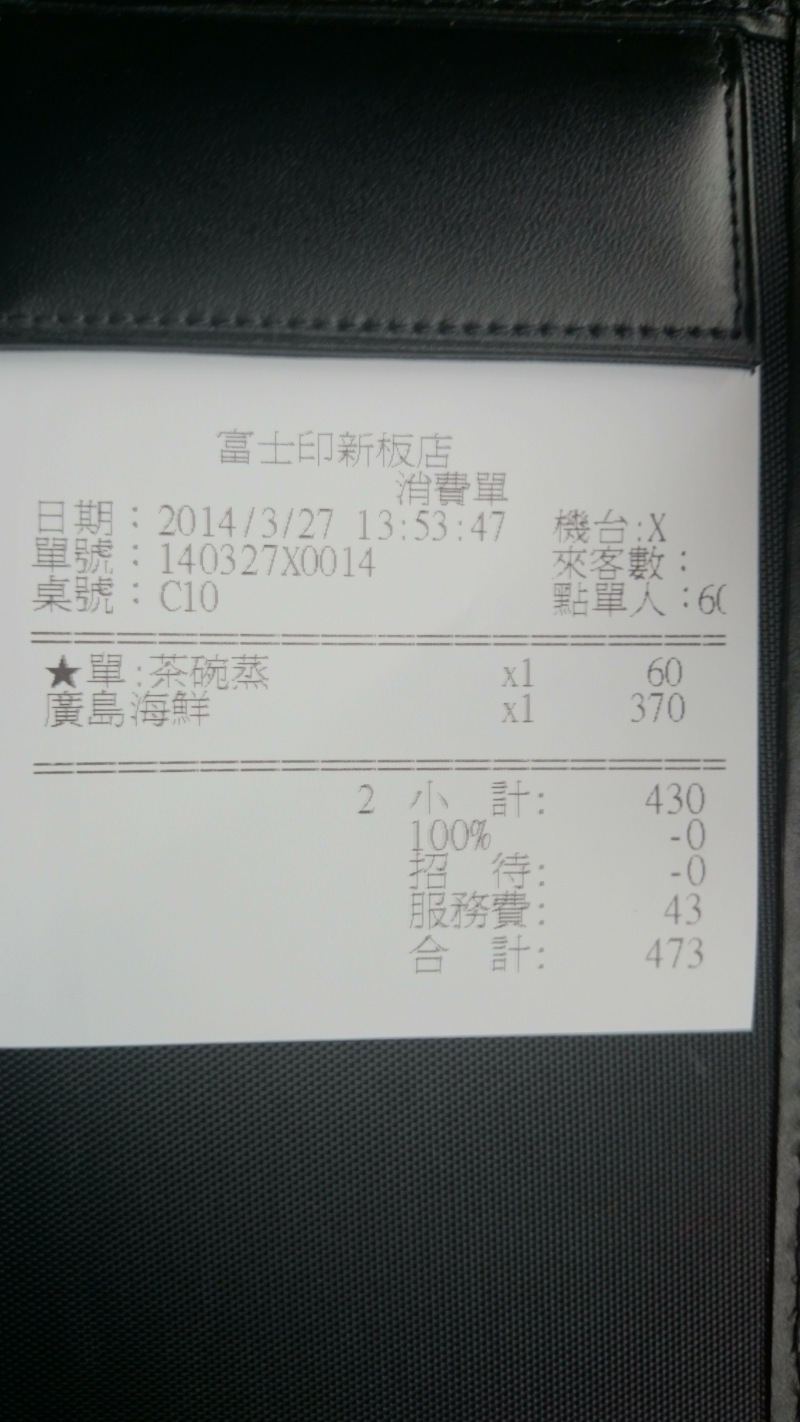 富士印新板店
消費單
日期：2014/3/27 13:53:47 機台:X
單號：140327X0014 來客數：
桌號：C10 點單人：60
★單:茶碗蒸 x1 60
廣島海鮮 x1 370
2 小 計: 430
100% -0
招 待: -0
服務費: 43
合 計: 473